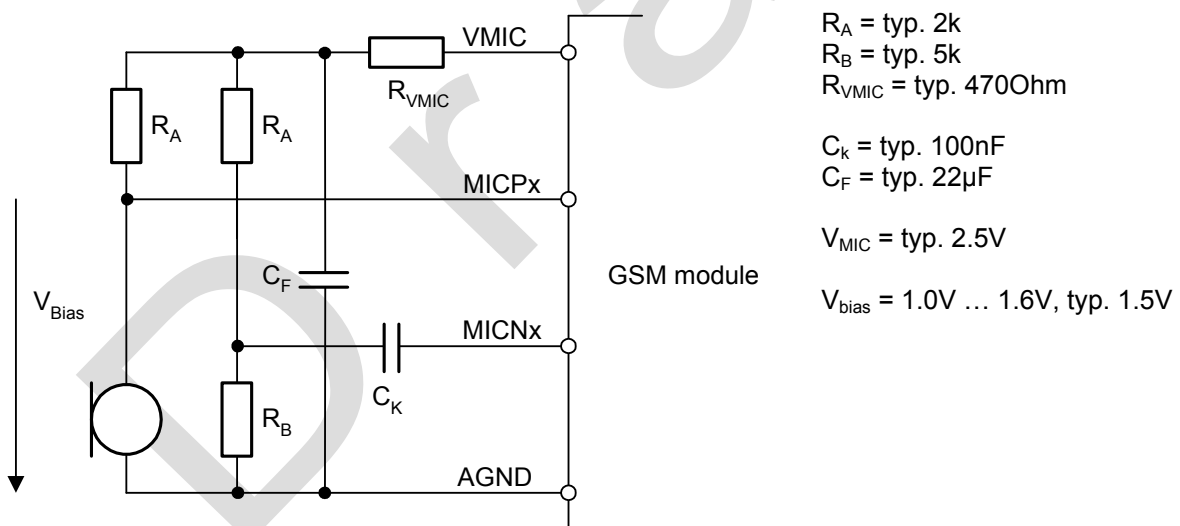 VMIC
R_VMIC
R_A
R_A
MICPx
C_F
GSM module
V_Bias
MICNx
C_K
R_B
AGND
R_A = typ. 2k
R_B = typ. 5k
R_VMIC = typ. 470Ohm
C_k = typ. 100nF
C_F = typ. 22µF
V_MIC = typ. 2.5V
V_bias = 1.0V … 1.6V, typ. 1.5V